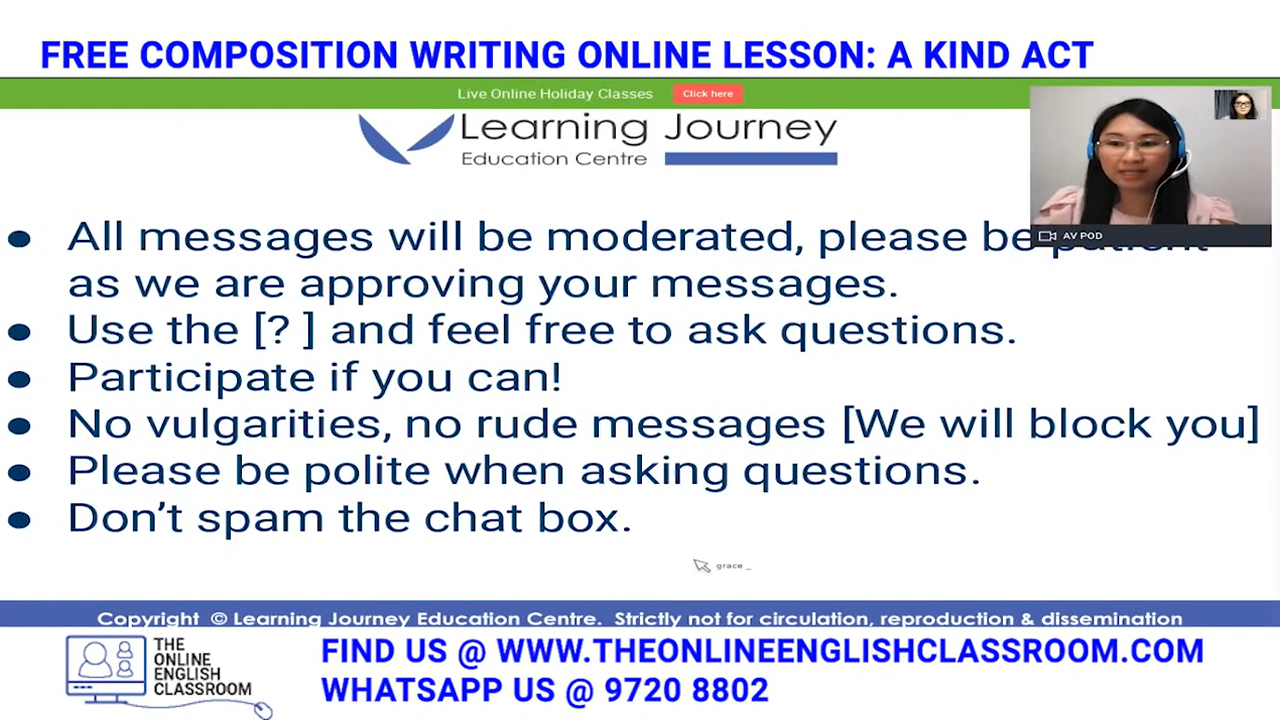 FREE COMPOSITION WRITING ONLINE LESSON: A KIND ACT
Live Online Holiday Classes Click here
Learning Journey
Education Centre
AV POD
• All messages will be moderated, please be patient
as we are approving your messages.
• Use the [? ] and feel free to ask questions.
• Participate if you can!
• No vulgarities, no rude messages [We will block you]
• Please be polite when asking questions.
• Don’t spam the chat box.
grace _
Copyright © Learning Journey Education Centre. Strictly not for circulation, reproduction & dissemination
THE
ONLINE
ENGLISH
CLASSROOM
FIND US @ WWW.THEONLINEENGLISHCLASSROOM.COM
WHATSAPP US @ 9720 8802